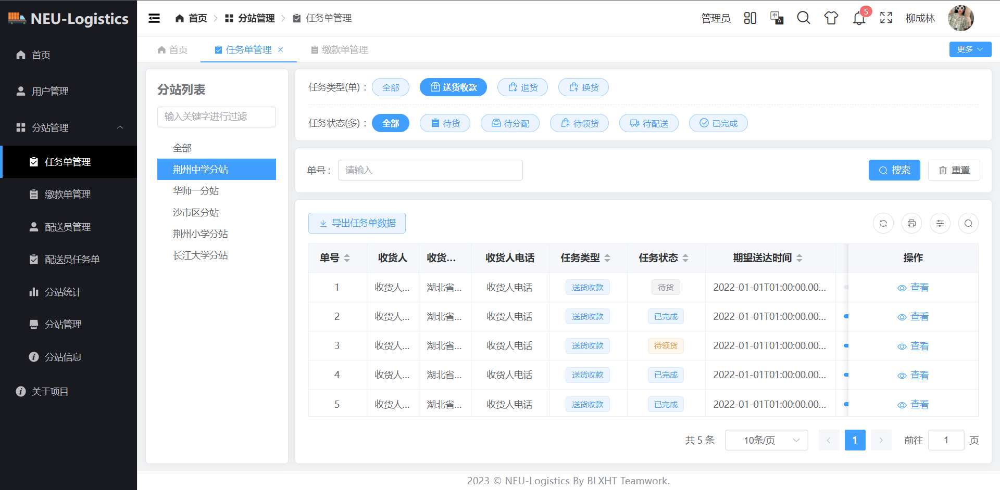 NEU-Logistics
首页
用户管理
分站管理
任务单管理
缴款单管理
配送员管理
配送员任务单
分站统计
分站管理
分站信息
关于项目
首页 > 分站管理 > 任务单管理
管理员 中 A 5 柳成林
首页 任务单管理 × 缴款单管理 更多
分站列表
输入关键字进行过滤
全部
荆州中学分站
华师一分站
沙市区分站
荆州小学分站
长江大学分站
任务类型(单)： 全部 送货收款 退货 换货
任务状态(多)： 全部 待货 待分配 待领货 待配送 已完成
单号： 请输入 搜索 重置
导出任务单数据
单号 收货人 收货... 收货人电话 任务类型 任务状态 期望送达时间 操作
1 收货人... 湖北省... 收货人电话 送货收款 待货 2022-01-01T01:00:00.00... 查看
2 收货人... 湖北省... 收货人电话 送货收款 已完成 2022-01-01T01:00:00.00... 查看
3 收货人... 湖北省... 收货人电话 送货收款 待领货 2022-01-01T01:00:00.00... 查看
4 收货人... 湖北省... 收货人电话 送货收款 已完成 2022-01-01T01:00:00.00... 查看
5 收货人... 湖北省... 收货人电话 送货收款 已完成 2022-01-01T01:00:00.00... 查看
共 5 条 10条/页 < 1 > 前往 1 页
2023 © NEU-Logistics By BLXHT Teamwork.